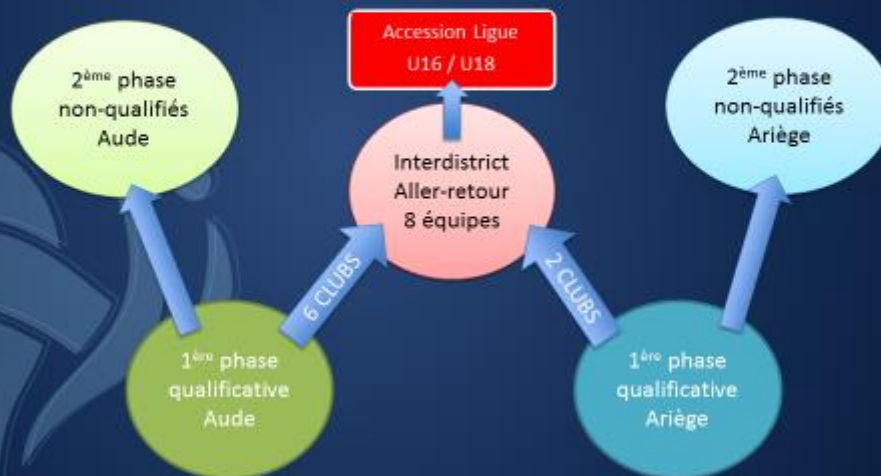 Accession Ligue
U16 / U18
2ème phase
non-qualifiés
Aude
2ème phase
non-qualifiés
Ariège
Interdistrict
Aller-retour
8 équipes
6 CLUBS
2 CLUBS
1ère phase
qualificative
Aude
1ère phase
qualificative
Ariège